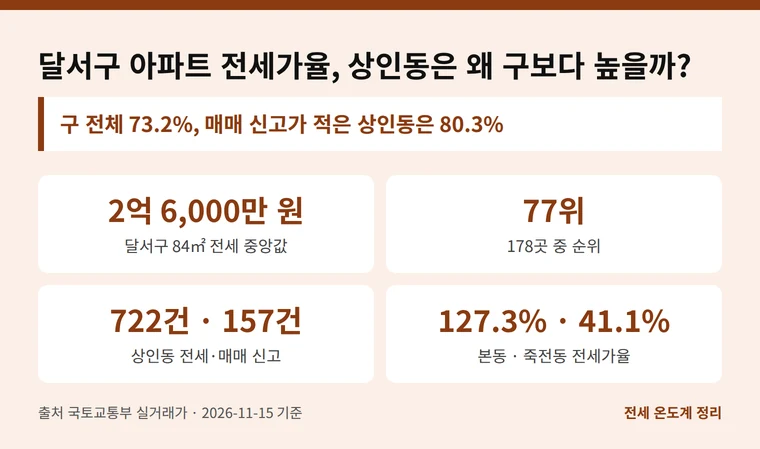 달서구 아파트 전세가율, 상인동은 왜 구보다 높을까?
구 전체 73.2%, 매매 신고가 적은 상인동은 80.3%
2억 6,000만 원
달서구 84㎡ 전세 중앙값
77위
178곳 중 순위
722건 · 157건
상인동 전세·매매 신고
127.3% · 41.1%
본동 · 죽전동 전세가율
출처 국토교통부 실거래가 · 2026-11-15 기준
전세 온도계 정리